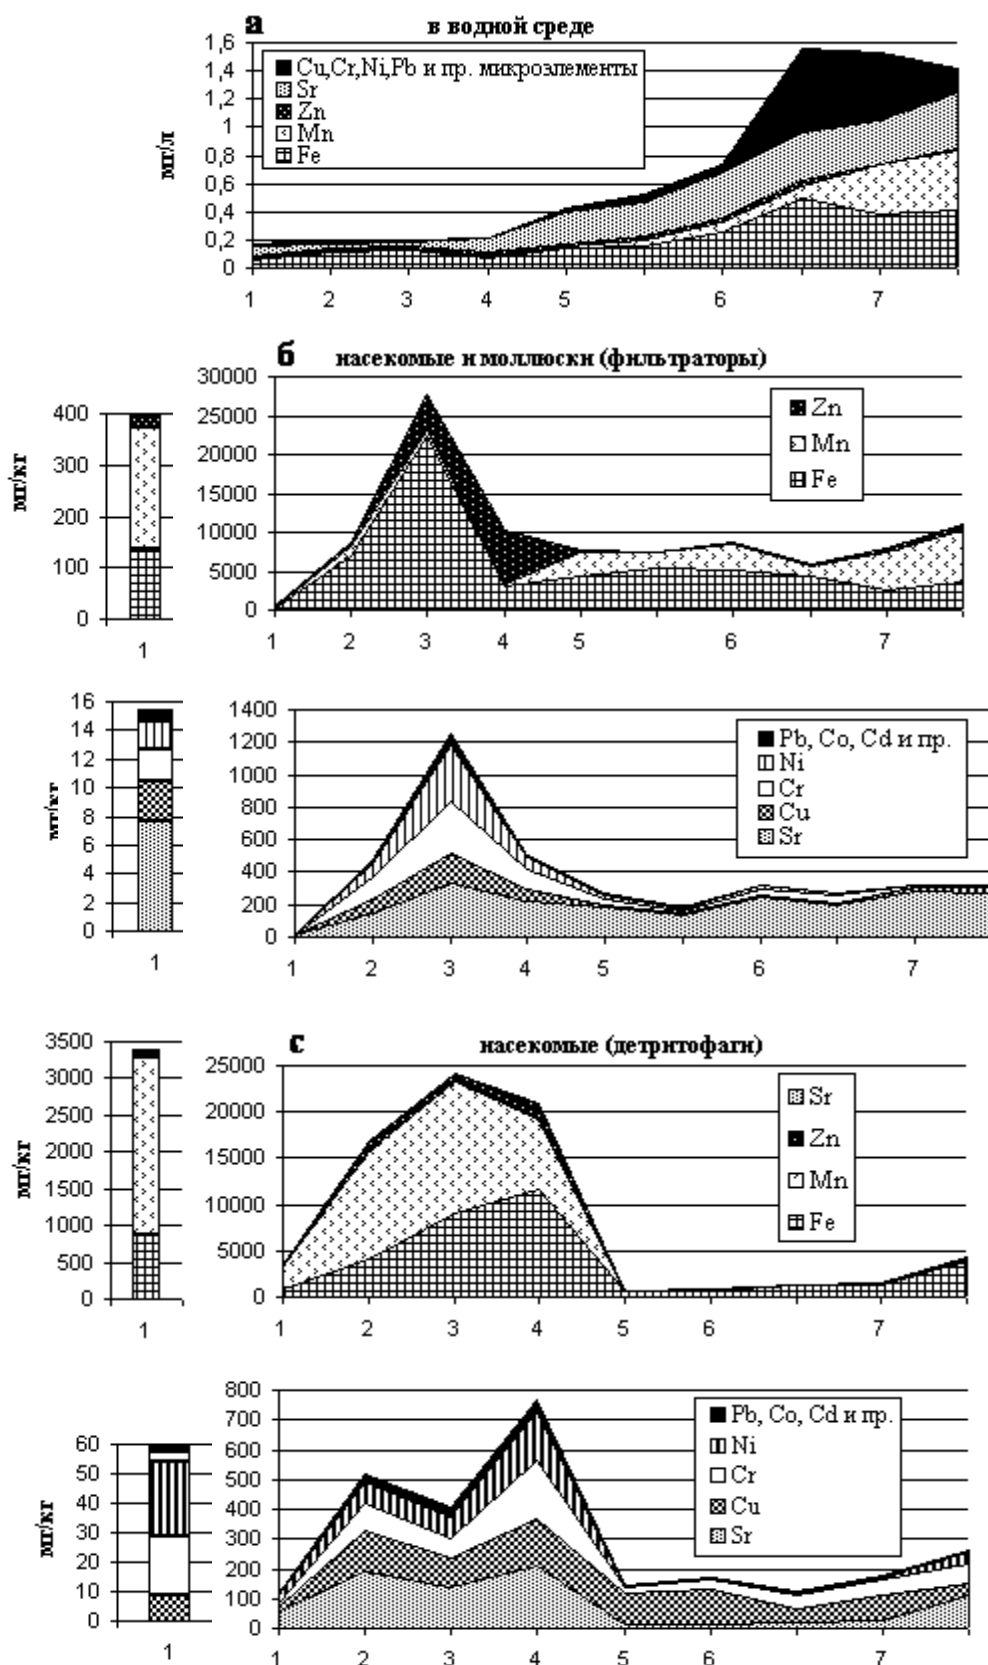 а в водной среде
мг/л
1,6
1,4
1,2
1
0,8
0,6
0,4
0,2
0
Cu,Cr,Ni,Pb и пр. микроэлементы
Sr
Zn
Mn
Fe
1 2 3 4 5 6 7
б насекомые и моллюски (фильтраторы)
мг/кг
400
300
200
100
0
1
30000
25000
20000
15000
10000
5000
0
Zn
Mn
Fe
1 2 3 4 5 6 7
мг/кг
16
14
12
10
8
6
4
2
0
1
1400
1200
1000
800
600
400
200
0
Pb, Co, Cd и пр.
Ni
Cr
Cu
Sr
1 2 3 4 5 6 7
с насекомые (детритофаги)
мг/кг
3500
3000
2500
2000
1500
1000
500
0
1
25000
20000
15000
10000
5000
0
Sr
Zn
Mn
Fe
1 2 3 4 5 6 7
мг/кг
60
50
40
30
20
10
0
1
800
700
600
500
400
300
200
100
0
Pb, Co, Cd и пр.
Ni
Cr
Cu
Sr
1 2 3 4 5 6 7